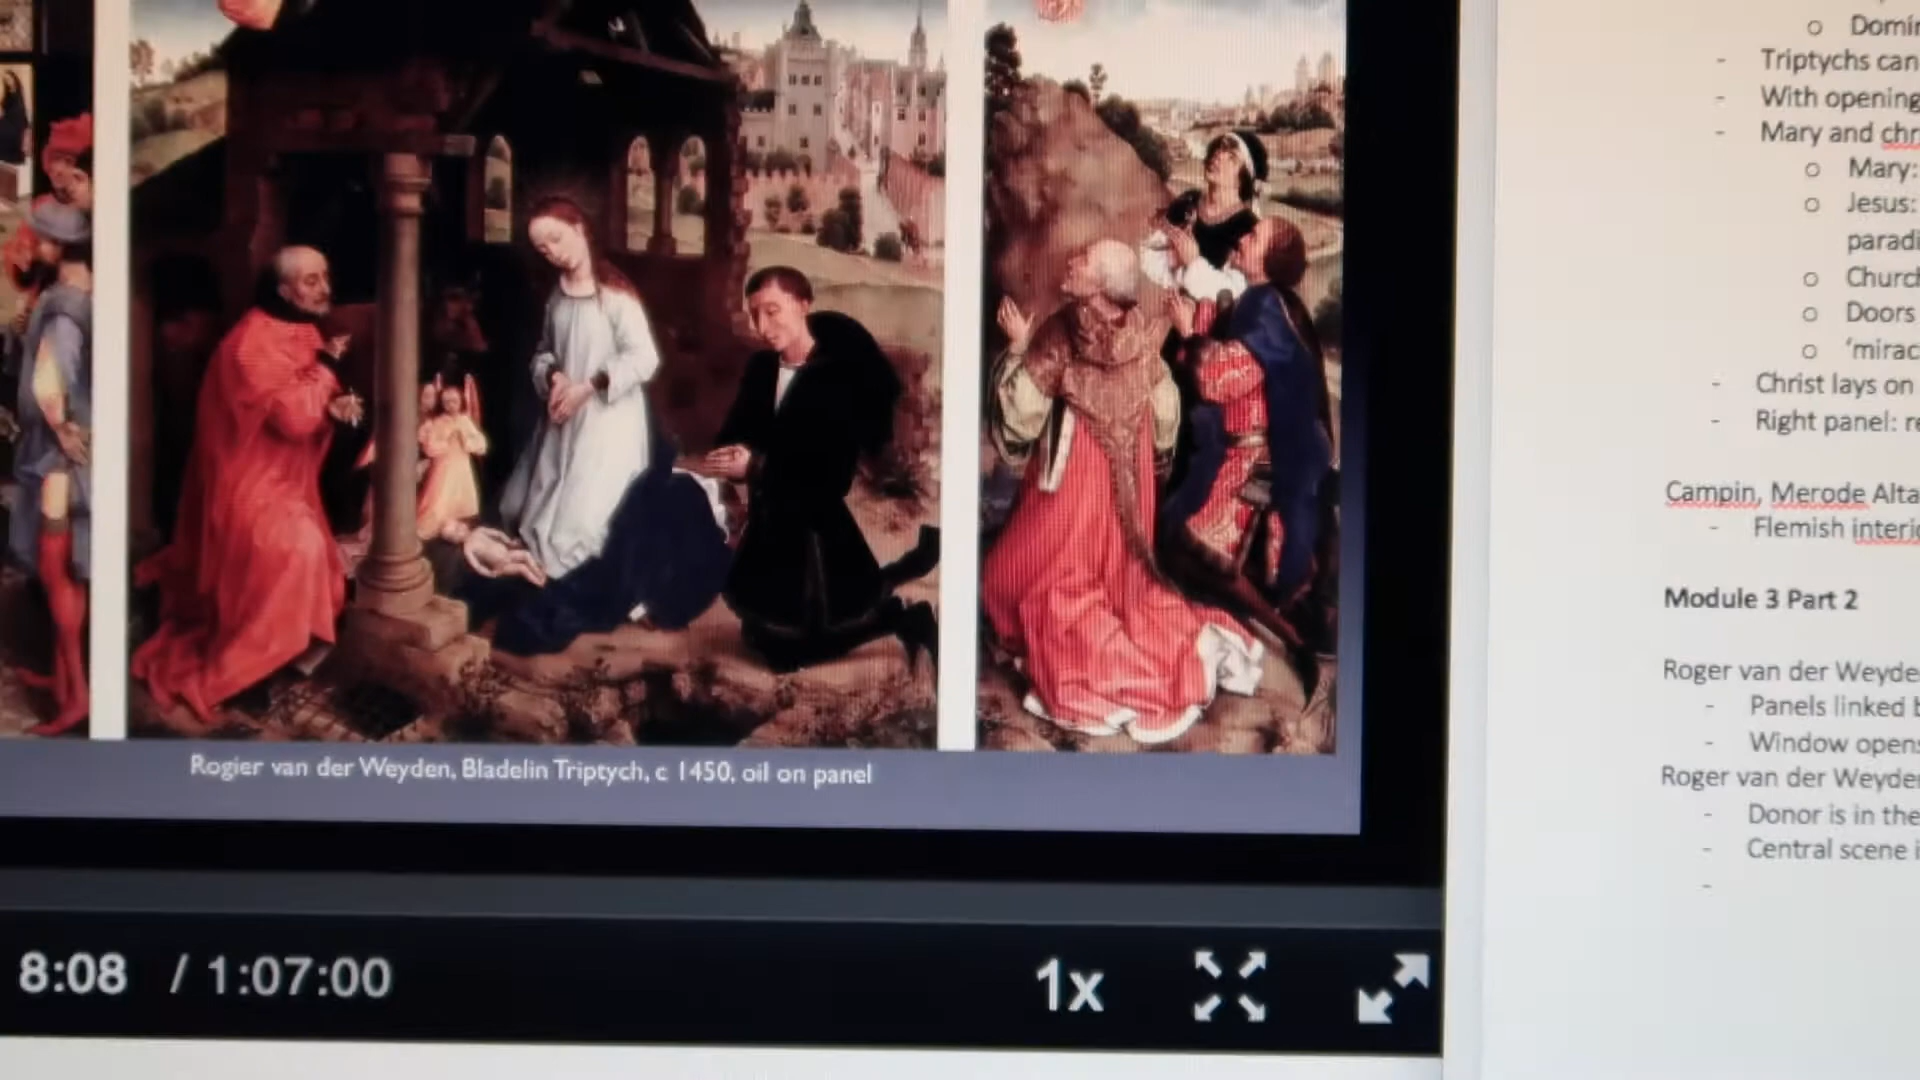 Rogier van der Weyden, Bladelin Triptych, c 1450, oil on panel
8:08 / 1:07:00
1x
Triptychs can
- With opening
- Mary and chr
o Mary:
o Jesus:
paradi
o Church
o Doors
o ‘mirac
- Christ lays on
- Right panel: re
Campin, Merode Alta
- Flemish interio
Module 3 Part 2
Roger van der Weyde
- Panels linked b
- Window opens
Roger van der Weyde
- Donor is in the
- Central scene i
-